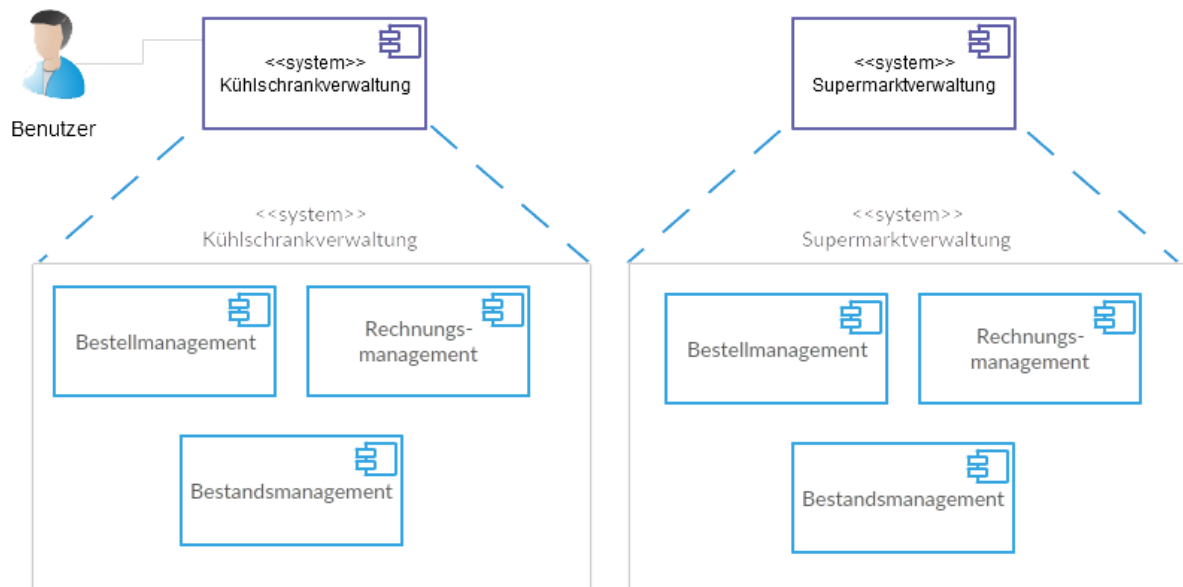 <<system>>
Kühlschrankverwaltung
<<system>>
Supermarktverwaltung
Benutzer
<<system>>
Kühlschrankverwaltung
<<system>>
Supermarktverwaltung
Bestellmanagement
Rechnungs-
management
Bestandsmanagement
Bestellmanagement
Rechnungs-
management
Bestandsmanagement